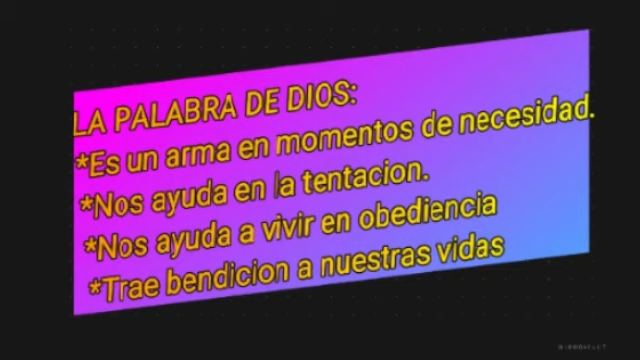 LA PALABRA DE DIOS:
*Es un arma en momentos de necesidad.
*Nos ayuda en la tentacion.
*Nos ayuda a vivir en obediencia
*Trae bendicion a nuestras vidas